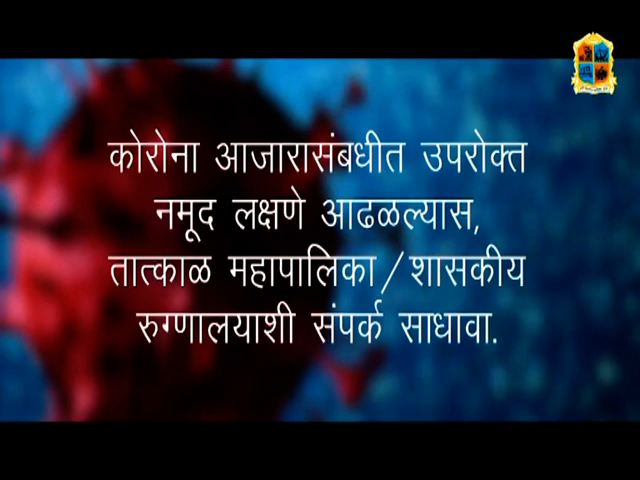 कोरोना आजारासंबधीत उपरोक्त
नमूद लक्षणे आढळल्यास,
तात्काळ महापालिका/शासकीय
रुग्णालयाशी संपर्क साधावा.